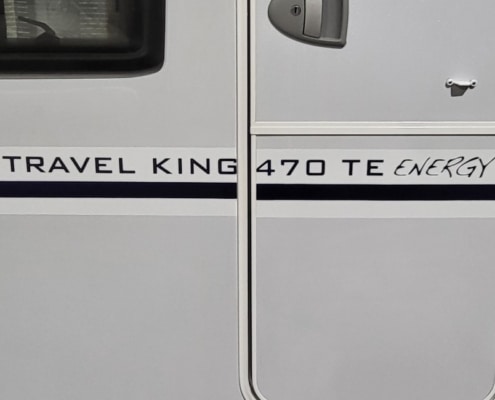 TRAVEL KING 470 TE ENERGY